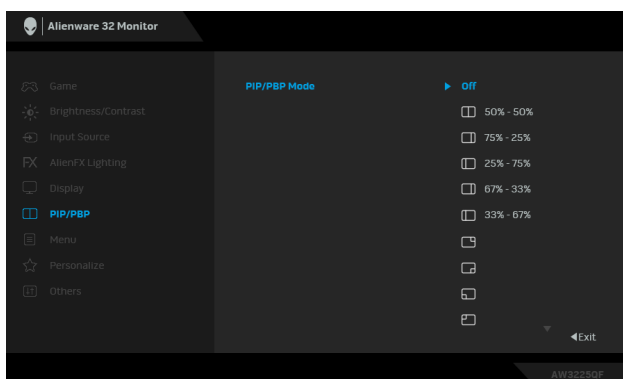 Alienware 32 Monitor
Game
Brightness/Contrast
Input Source
FX AlienFX Lighting
Display
PIP/PBP
Menu
Personalize
Others
PIP/PBP Mode
Off
50% - 50%
75% - 25%
25% - 75%
67% - 33%
33% - 67%
Exit
AW3225QF